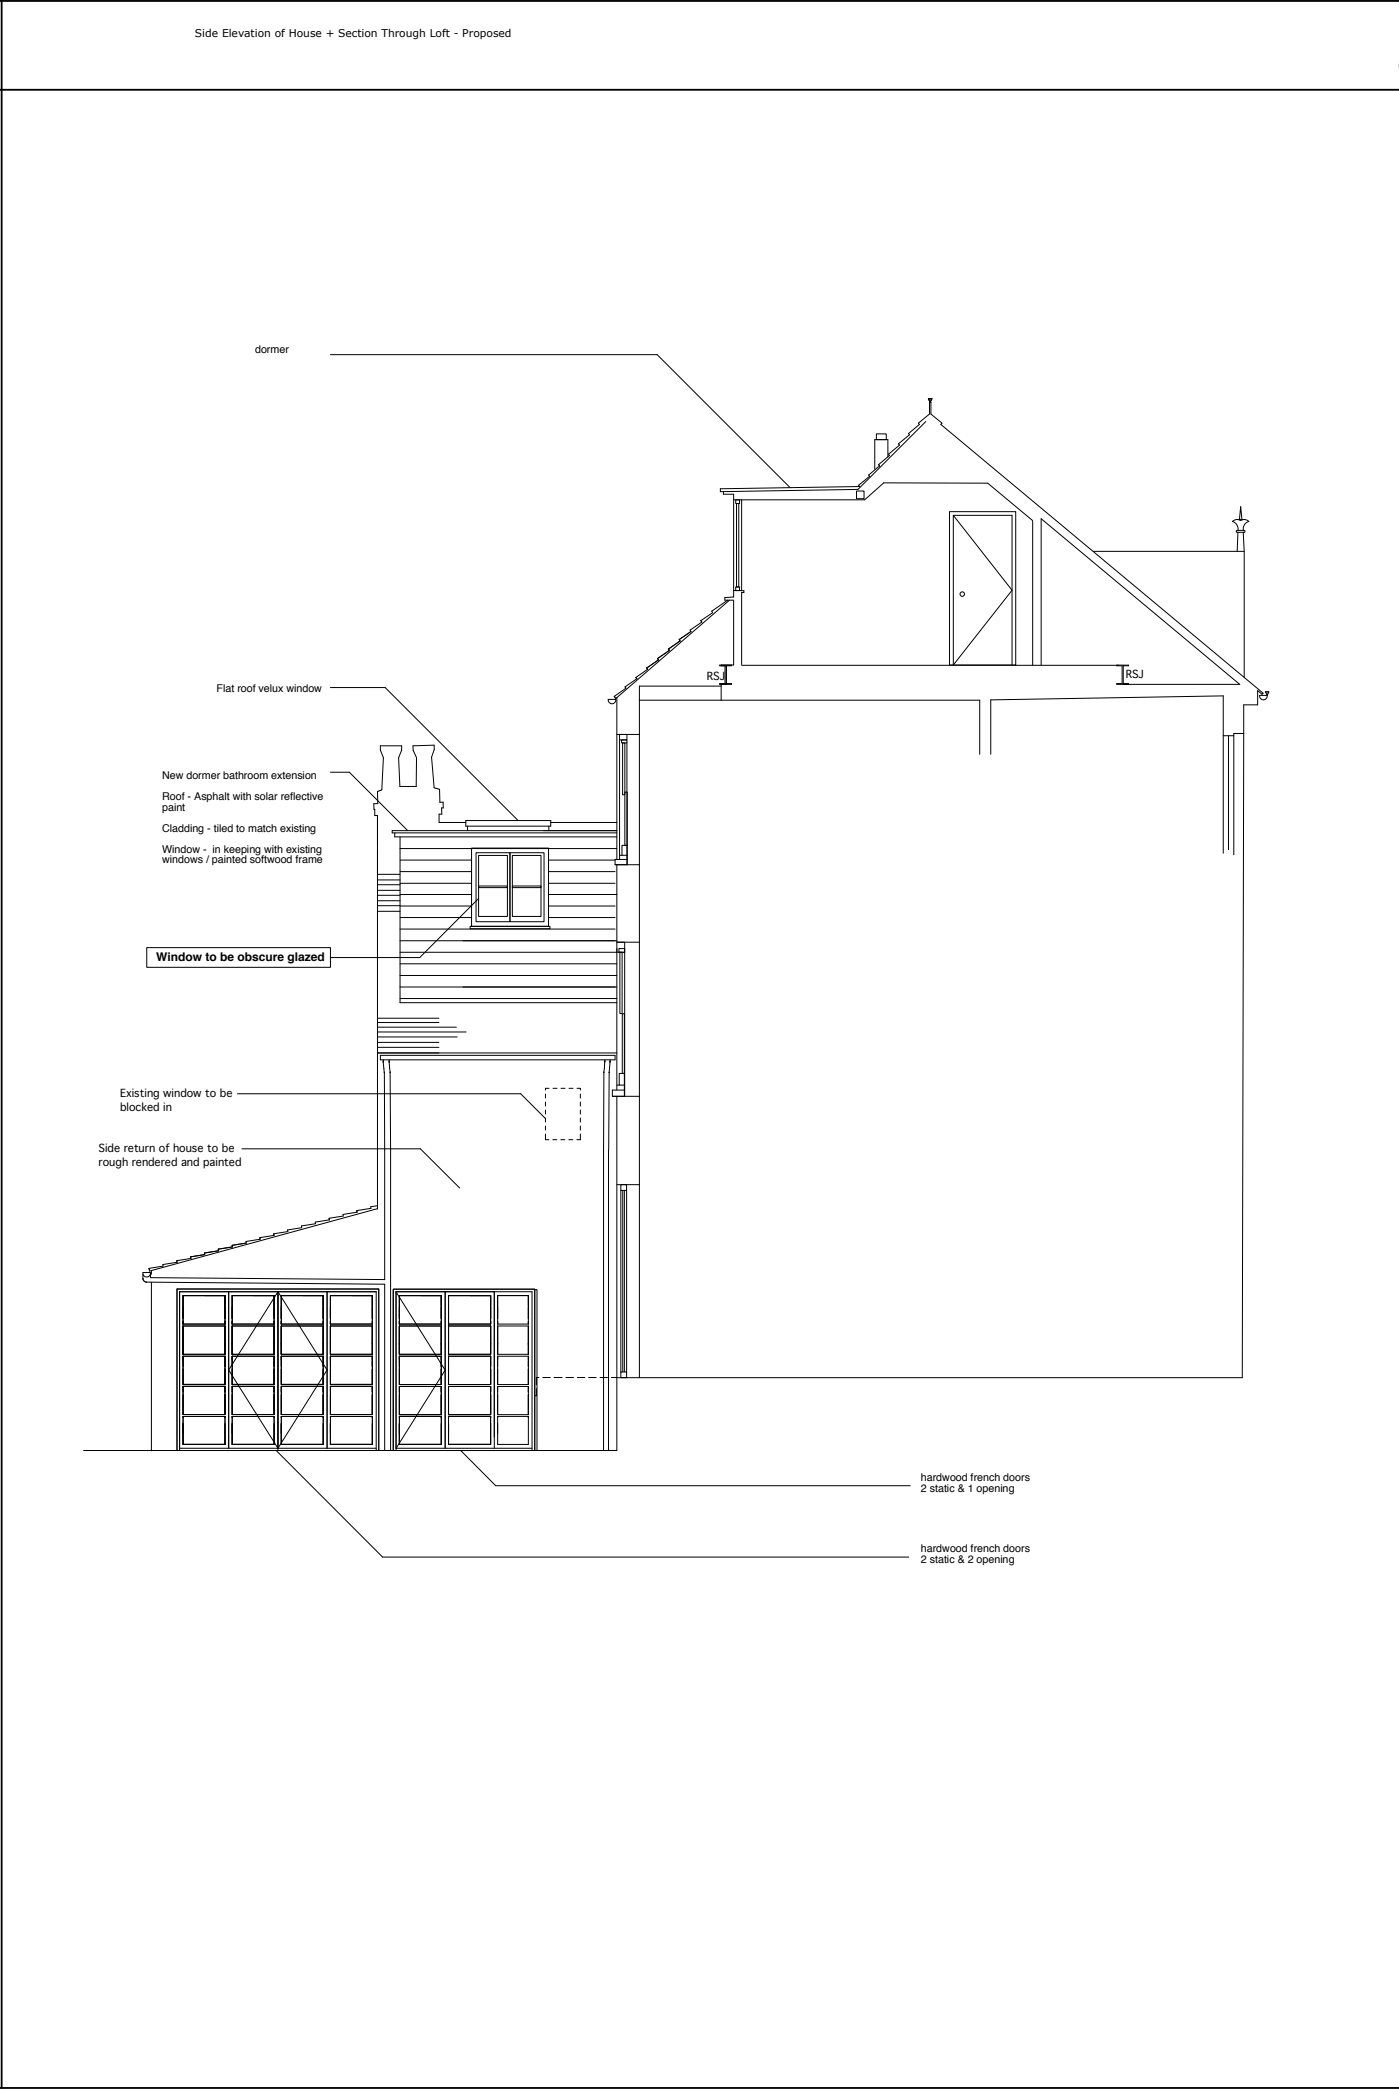 Side Elevation of House + Section Through Loft - Proposed
dormer
RSJ
RSJ
Flat roof velux window
New dormer bathroom extension
Roof - Asphalt with solar reflective
paint
Cladding - tiled to match existing
Window - in keeping with existing
windows / painted softwood frame
Window to be obscure glazed
Existing window to be
blocked in
Side return of house to be
rough rendered and painted
hardwood french doors
2 static & 1 opening
hardwood french doors
2 static & 2 opening